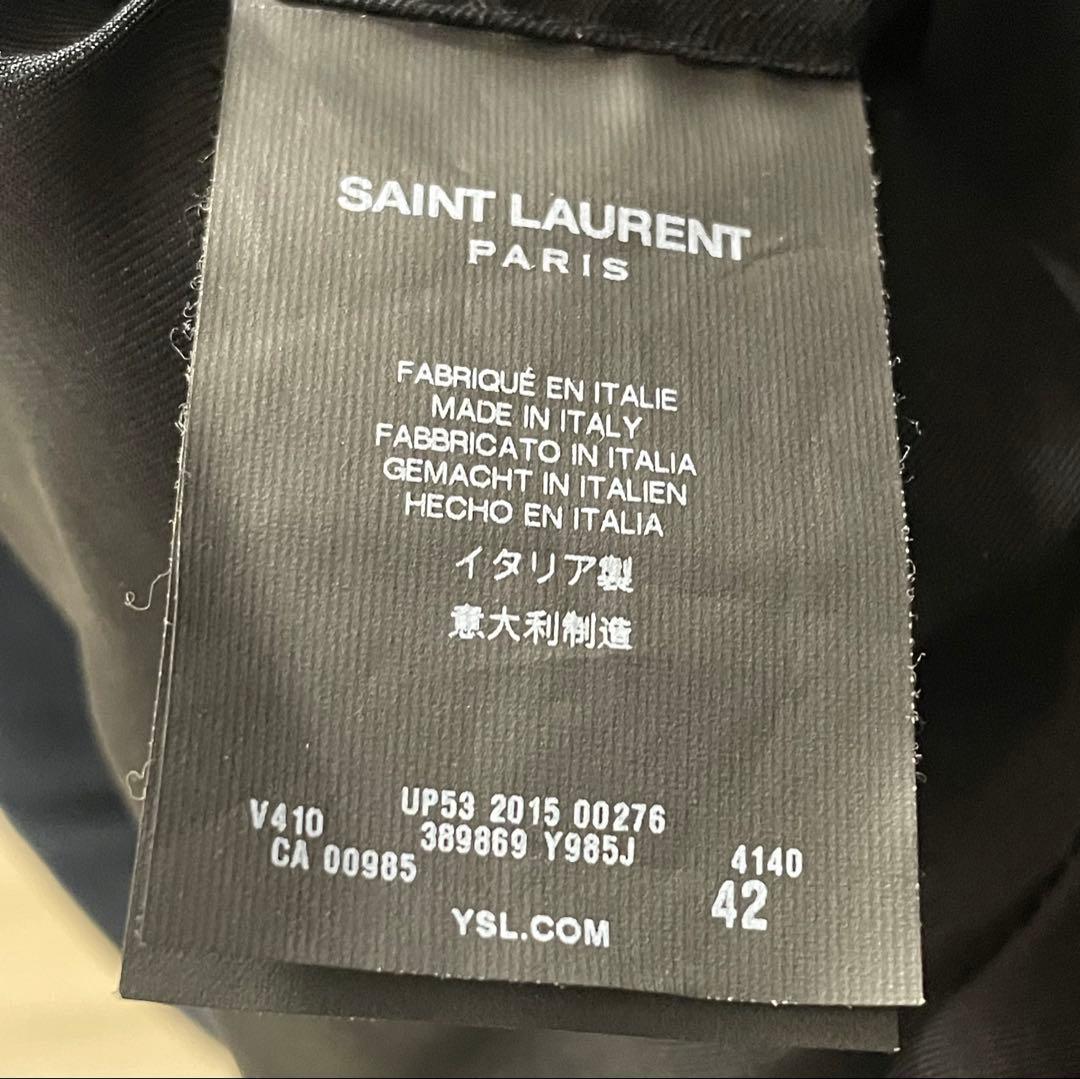 SAINT LAURENT
PARIS
FABRIQUÉ EN ITALIE
MADE IN ITALY
FABBRICATO IN ITALIA
GEMACHT IN ITALIEN
HECHO EN ITALIA
イタリア製
意大利制造
V410 UP53 2015 00276
CA 00985 389869 Y985J 4140
42
YSL.COM